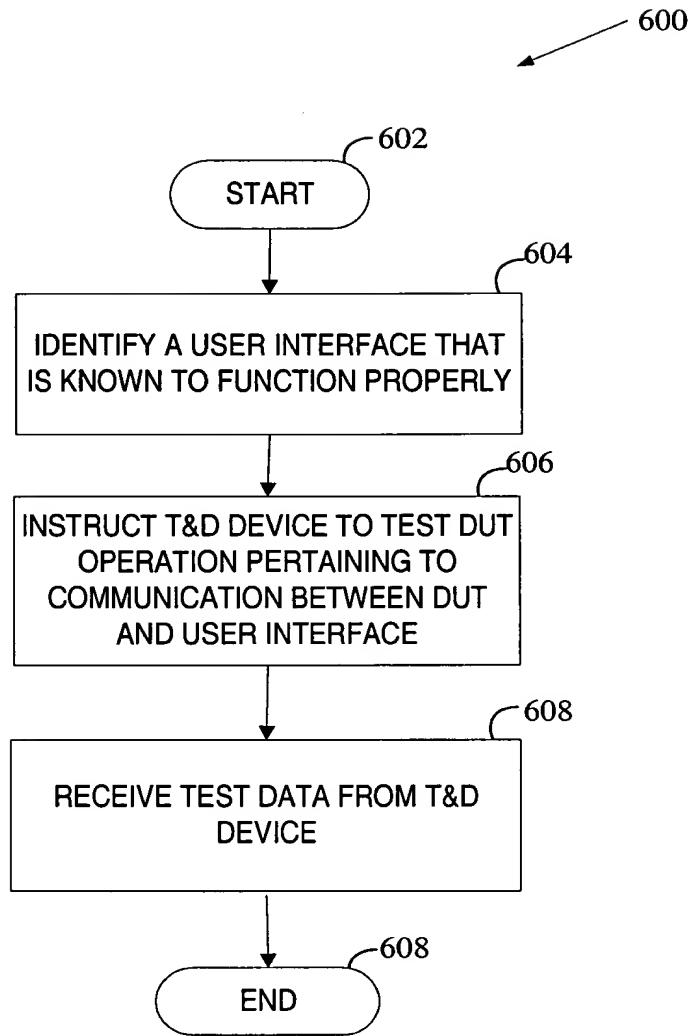 600
602
START
604
IDENTIFY A USER INTERFACE THAT
IS KNOWN TO FUNCTION PROPERLY
606
INSTRUCT T&D DEVICE TO TEST DUT
OPERATION PERTAINING TO
COMMUNICATION BETWEEN DUT
AND USER INTERFACE
608
RECEIVE TEST DATA FROM T&D
DEVICE
608
END